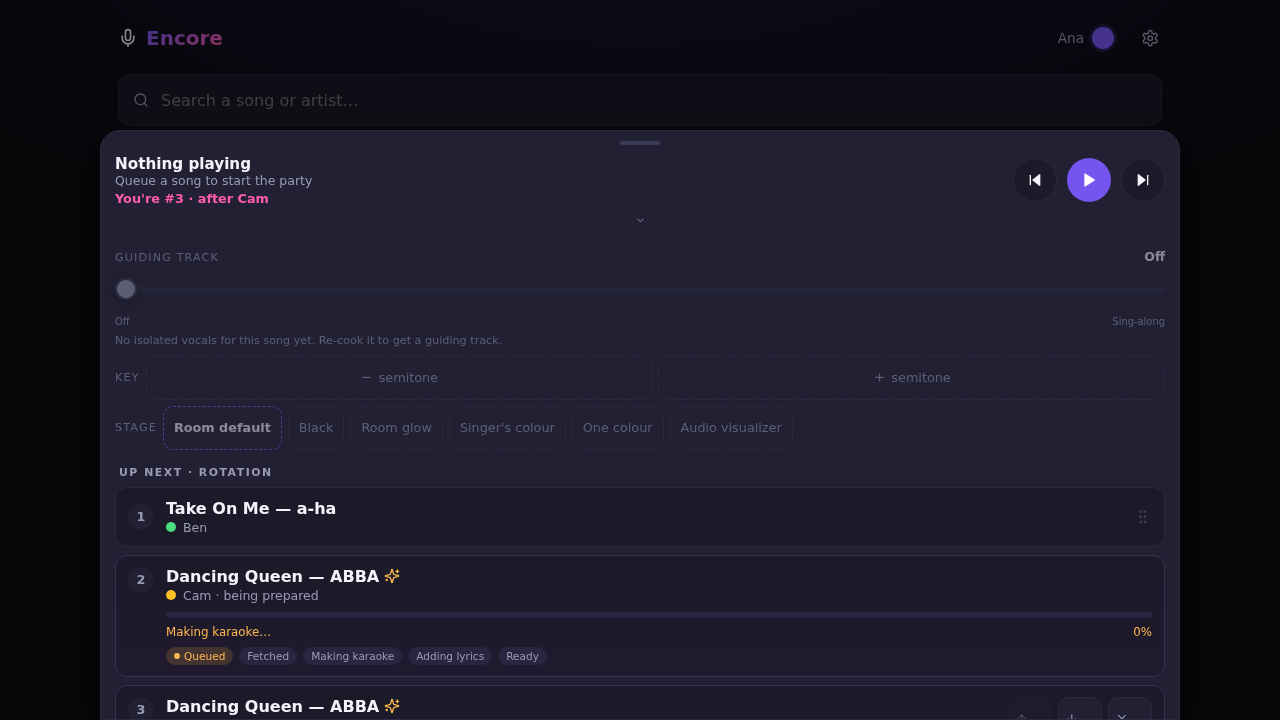 Encore
Ana
Search a song or artist…
Nothing playing
Queue a song to start the party
You're #3 · after Cam
GUIDING TRACK
Off
Off
Sing-along
No isolated vocals for this song yet. Re-cook it to get a guiding track.
KEY
− semitone
+ semitone
STAGE
Room default
Black
Room glow
Singer's colour
One colour
Audio visualizer
UP NEXT · ROTATION
1
Take On Me — a-ha
Ben
2
Dancing Queen — ABBA
Cam · being prepared
Making karaoke…
0%
Queued
Fetched
Making karaoke
Adding lyrics
Ready
3
Dancing Queen — ABBA